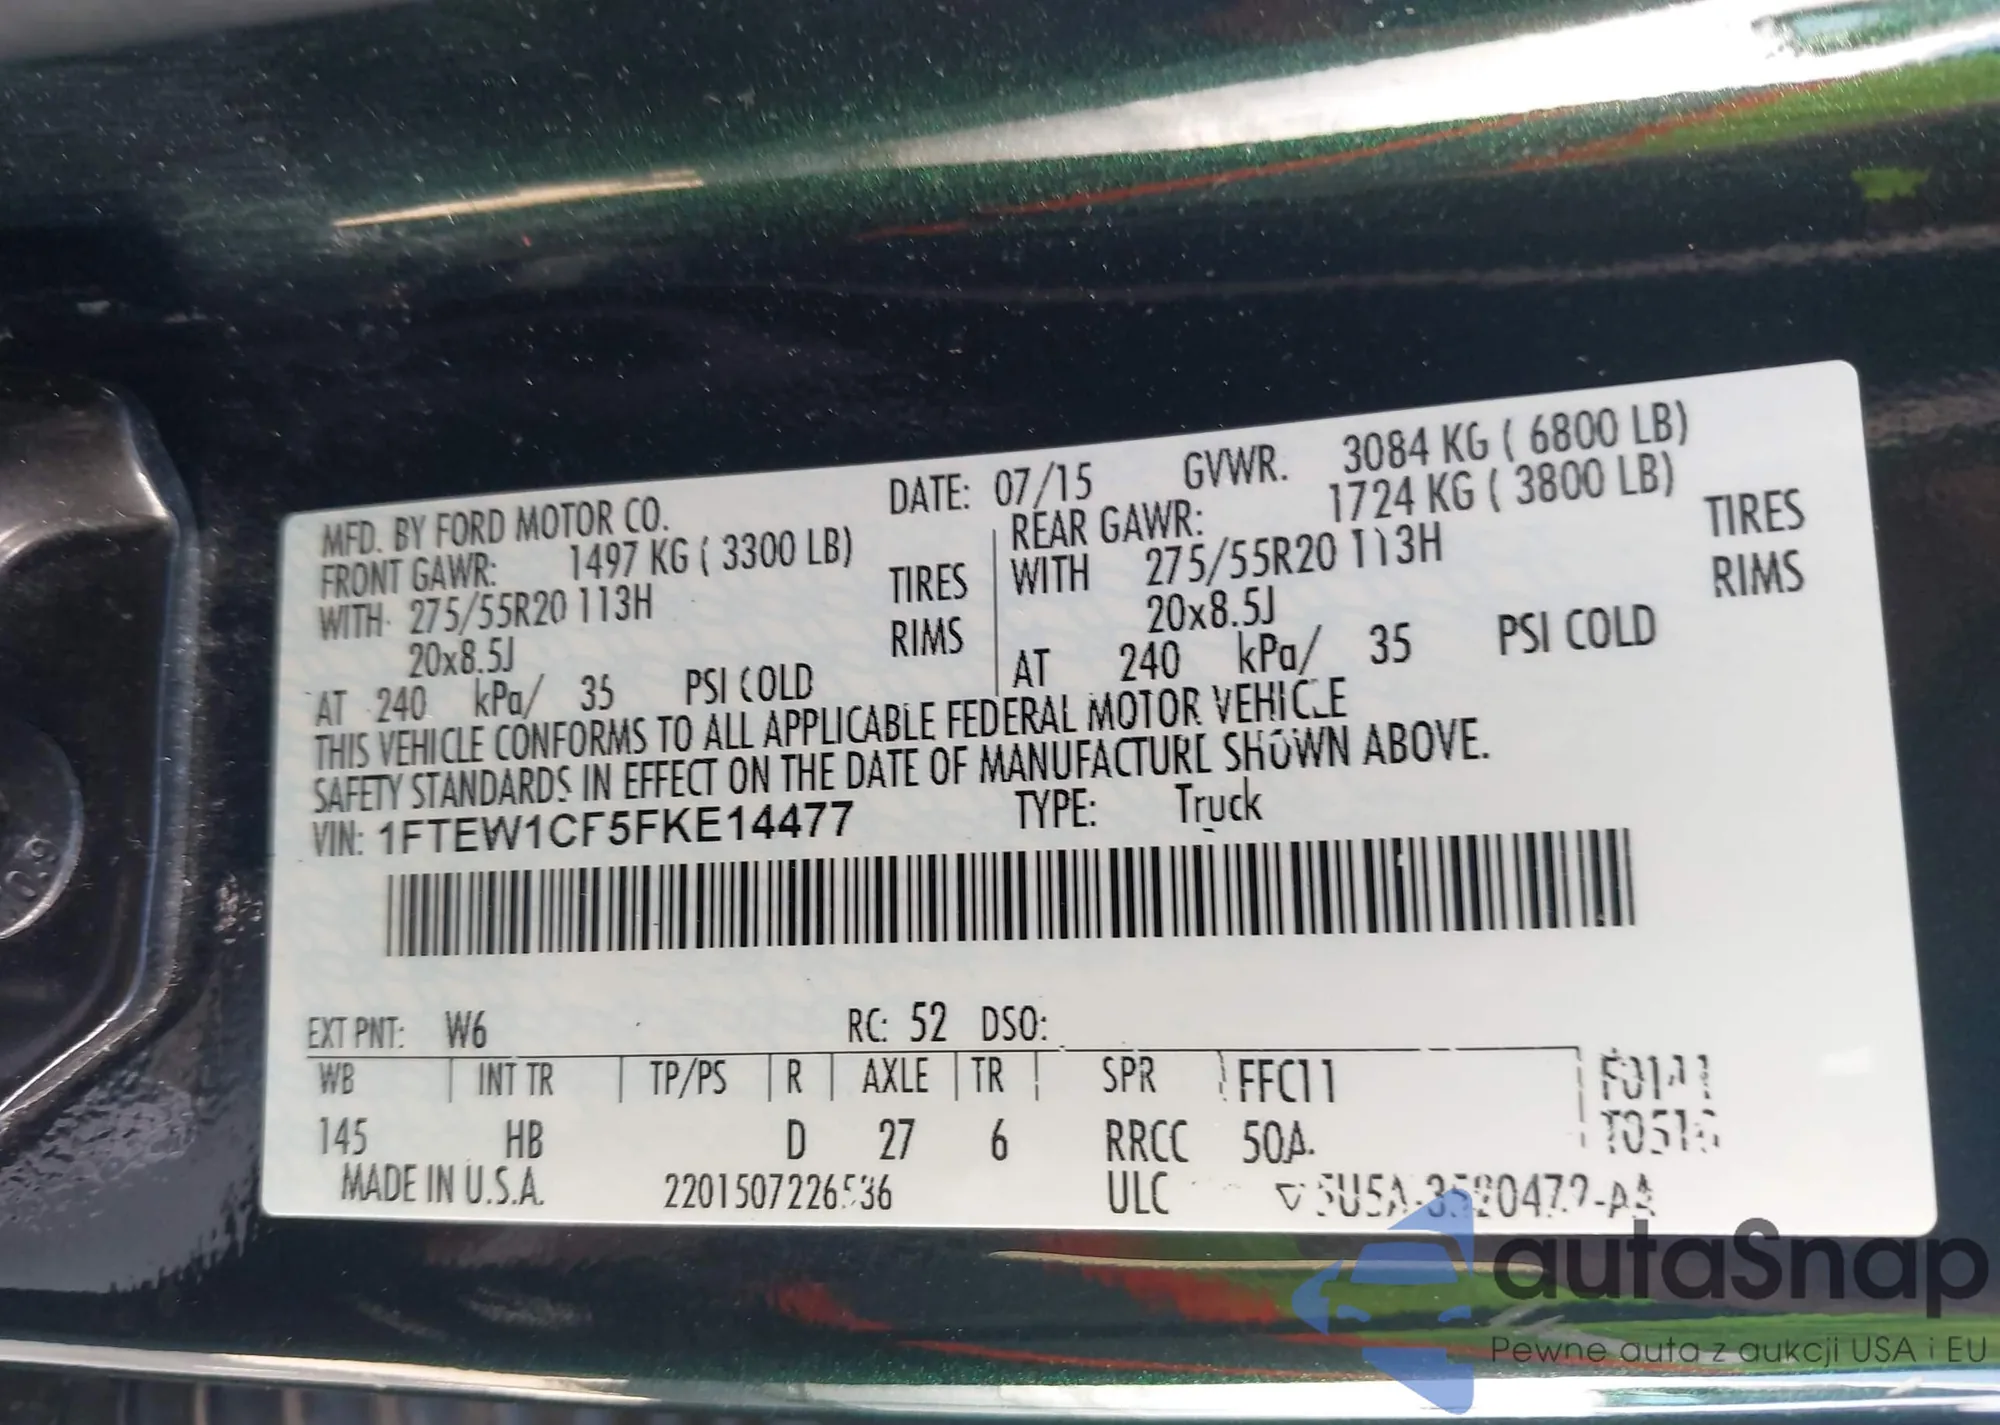 MFD. BY FORD MOTOR CO. DATE: 07/15 GVWR. 3084 KG ( 6800 LB)
FRONT GAWR: 1497 KG ( 3300 LB) REAR GAWR: 1724 KG ( 3800 LB)
WITH 275/55R20 113H TIRES WITH 275/55R20 113H TIRES
20x8.5J RIMS 20x8.5J RIMS
AT 240 kPa/ 35 PSI COLD AT 240 kPa/ 35 PSI COLD
THIS VEHICLE CONFORMS TO ALL APPLICABLE FEDERAL MOTOR VEHICLE
SAFETY STANDARDS IN EFFECT ON THE DATE OF MANUFACTURE SHOWN ABOVE.
VIN: 1FTEW1CF5FKE14477 TYPE: Truck
EXT PNT: W6 RC: 52 DSO:
WB INT TR TP/PS R AXLE TR SPR FFC11
145 HB D 27 6 RRCC 50A.
MADE IN U.S.A. ULC
autaSnap
Pewne auta z aukcji USA i EU